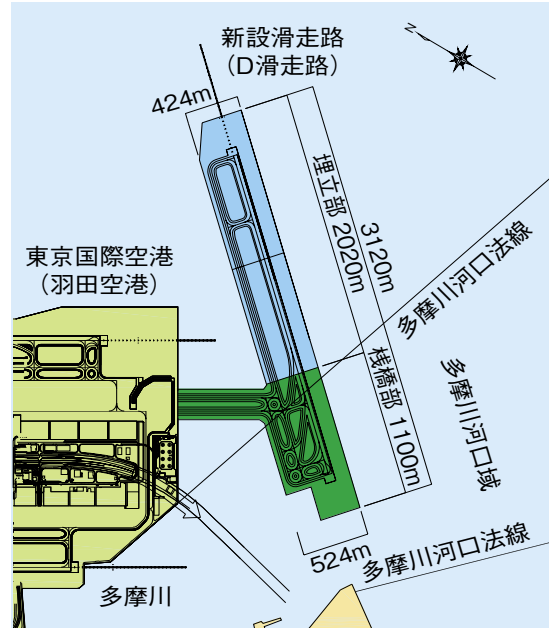 新設滑走路
（D滑走路）
N
424m
埋立部 2020m
3120m
東京国際空港
（羽田空港）
多摩川河口法線
桟橋部 1100m
多摩川河口域
524m
多摩川河口法線
多摩川